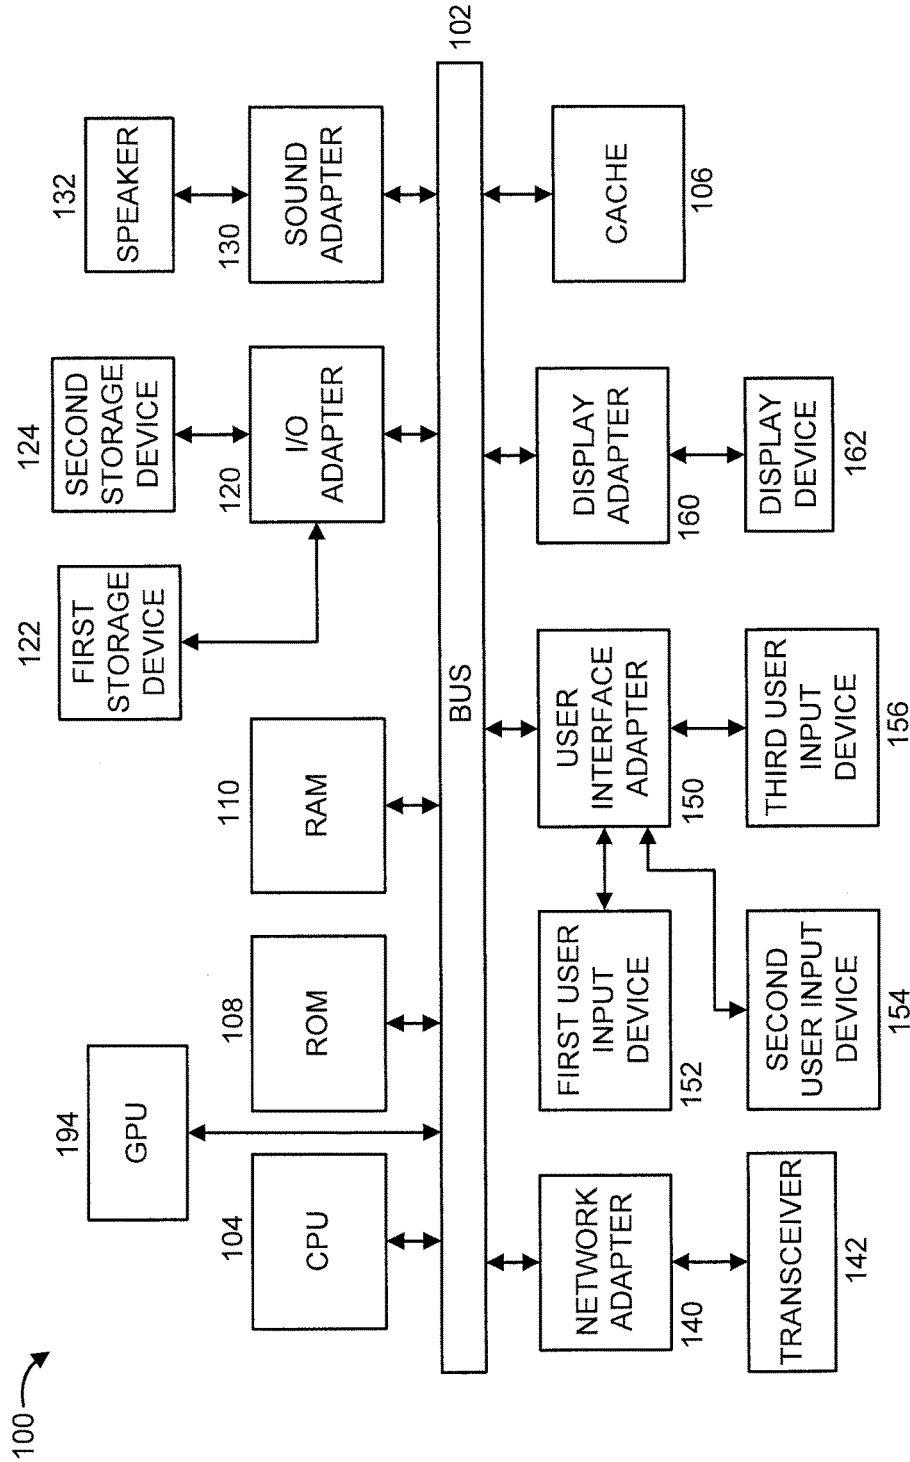 100
194
GPU
104
CPU
108
ROM
110
RAM
122
FIRST
STORAGE
DEVICE
124
SECOND
STORAGE
DEVICE
120
I/O
ADAPTER
132
SPEAKER
130
SOUND
ADAPTER
BUS
102
NETWORK
ADAPTER
140
TRANSCEIVER
142
FIRST USER
INPUT
DEVICE
152
SECOND
USER INPUT
DEVICE
154
USER
INTERFACE
ADAPTER
150
THIRD USER
INPUT
DEVICE
156
DISPLAY
ADAPTER
160
DISPLAY
DEVICE
162
CACHE
106